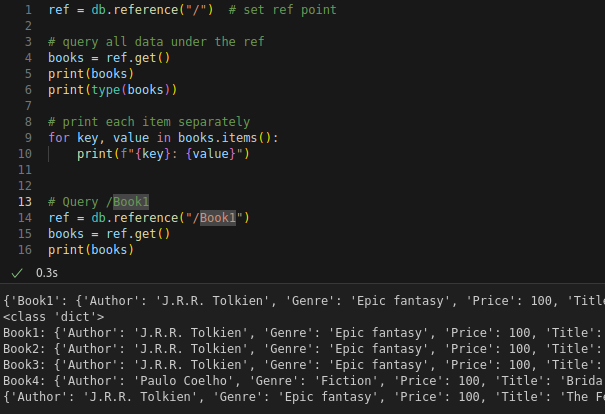 1 ref = db.reference("/")  # set ref point
2
3 # query all data under the ref
4 books = ref.get()
5 print(books)
6 print(type(books))
7
8 # print each item separately
9 for key, value in books.items():
10     print(f"{key}: {value}")
11
12
13 # Query /Book1
14 ref = db.reference("/Book1")
15 books = ref.get()
16 print(books)
0.3s
{'Book1': {'Author': 'J.R.R. Tolkien', 'Genre': 'Epic fantasy', 'Price': 100, 'Title
<class 'dict'>
Book1: {'Author': 'J.R.R. Tolkien', 'Genre': 'Epic fantasy', 'Price': 100, 'Title':
Book2: {'Author': 'J.R.R. Tolkien', 'Genre': 'Epic fantasy', 'Price': 100, 'Title':
Book3: {'Author': 'J.R.R. Tolkien', 'Genre': 'Epic fantasy', 'Price': 100, 'Title':
Book4: {'Author': 'Paulo Coelho', 'Genre': 'Fiction', 'Price': 100, 'Title': 'Brida
{'Author': 'J.R.R. Tolkien', 'Genre': 'Epic fantasy', 'Price': 100, 'Title': 'The Fe